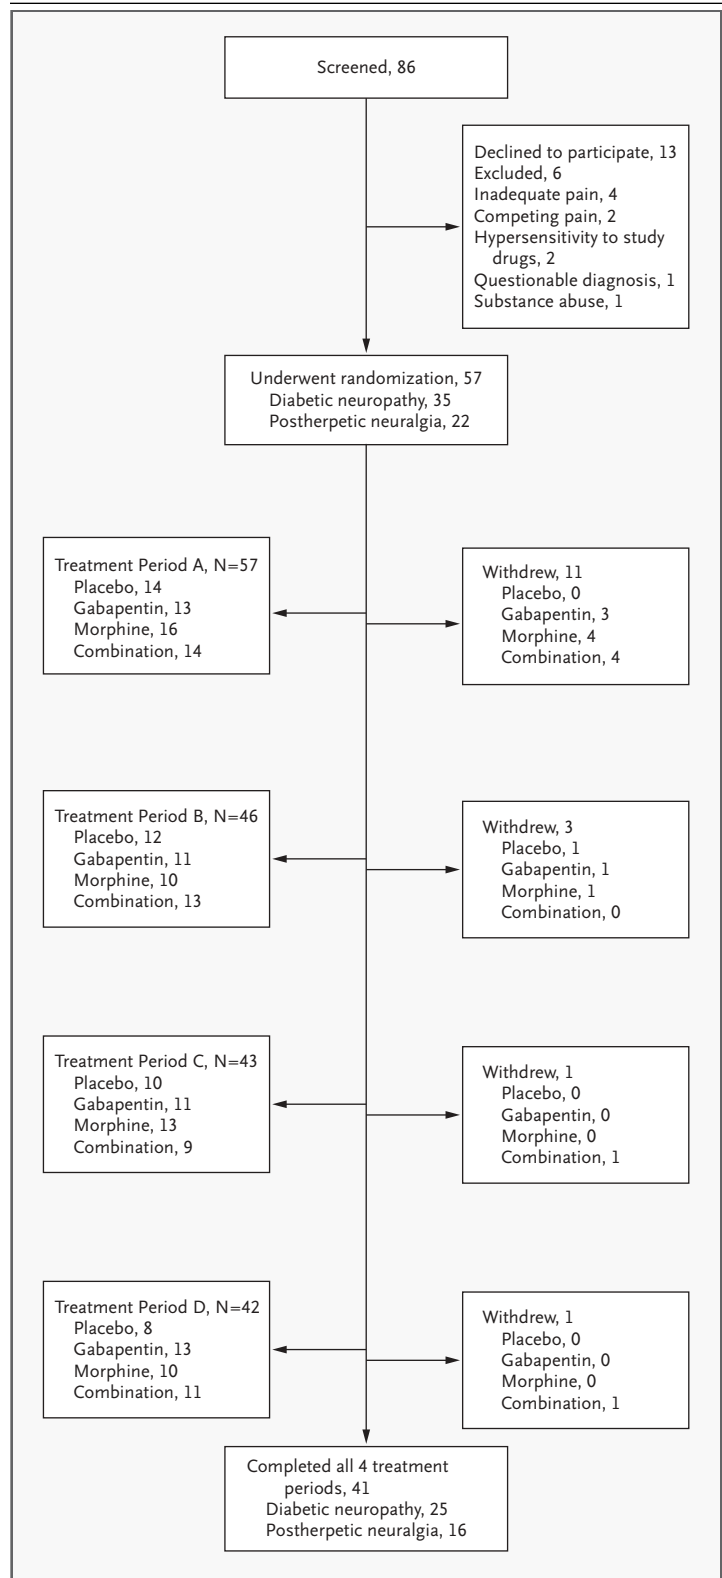 Screened, 86
Declined to participate, 13
Excluded, 6
Inadequate pain, 4
Competing pain, 2
Hypersensitivity to study
drugs, 2
Questionable diagnosis, 1
Substance abuse, 1
Underwent randomization, 57
Diabetic neuropathy, 35
Postherpetic neuralgia, 22
Treatment Period A, N=57
Placebo, 14
Gabapentin, 13
Morphine, 16
Combination, 14
Withdrew, 11
Placebo, 0
Gabapentin, 3
Morphine, 4
Combination, 4
Treatment Period B, N=46
Placebo, 12
Gabapentin, 11
Morphine, 10
Combination, 13
Withdrew, 3
Placebo, 1
Gabapentin, 1
Morphine, 1
Combination, 0
Treatment Period C, N=43
Placebo, 10
Gabapentin, 11
Morphine, 13
Combination, 9
Withdrew, 1
Placebo, 0
Gabapentin, 0
Morphine, 0
Combination, 1
Treatment Period D, N=42
Placebo, 8
Gabapentin, 13
Morphine, 10
Combination, 11
Withdrew, 1
Placebo, 0
Gabapentin, 0
Morphine, 0
Combination, 1
Completed all 4 treatment
periods, 41
Diabetic neuropathy, 25
Postherpetic neuralgia, 16